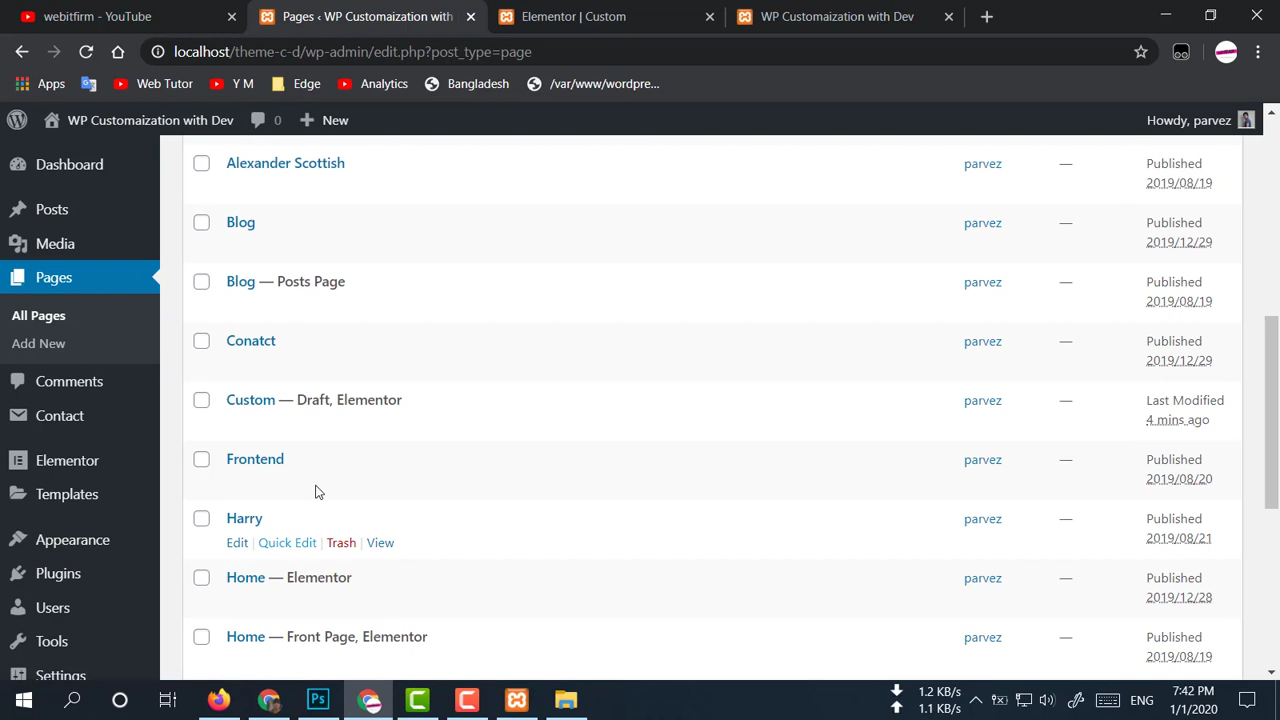 webitfirm - YouTube
Pages ‹ WP Customaization with
Elementor | Custom
WP Customaization with Dev
localhost/theme-c-d/wp-admin/edit.php?post_type=page
Apps
Web Tutor
Y M
Edge
Analytics
Bangladesh
/var/www/wordpre...
WP Customaization with Dev
0
New
Howdy, parvez
Dashboard
Posts
Media
Pages
All Pages
Add New
Comments
Contact
Elementor
Templates
Appearance
Plugins
Users
Tools
Settings
Alexander Scottish parvez — Published
2019/08/19
Blog parvez — Published
2019/12/29
Blog — Posts Page parvez — Published
2019/08/19
Conatct parvez — Published
2019/12/29
Custom — Draft, Elementor parvez — Last Modified
4 mins ago
Frontend parvez — Published
2019/08/20
Harry parvez — Published
Edit | Quick Edit | Trash | View 2019/08/21
Home — Elementor parvez — Published
2019/12/28
Home — Front Page, Elementor parvez — Published
2019/08/19
Ps
1.2 KB/s
1.1 KB/s
ENG
7:42 PM
1/1/2020